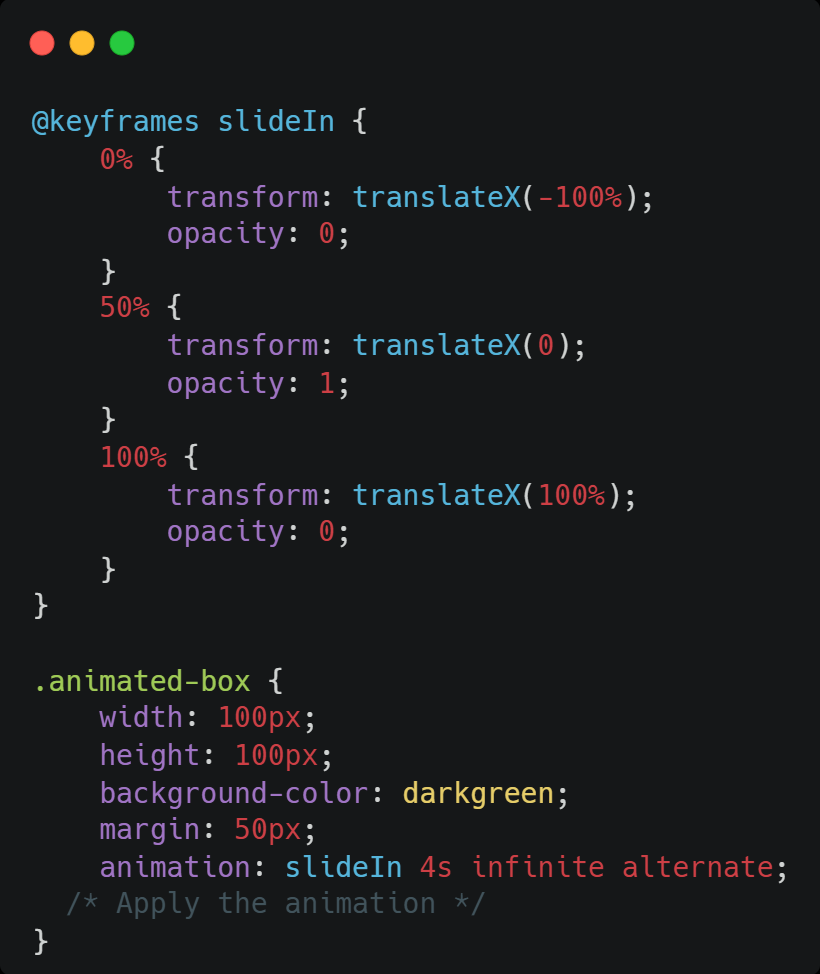 @keyframes slideIn {
    0% {
        transform: translateX(-100%);
        opacity: 0;
    }
    50% {
        transform: translateX(0);
        opacity: 1;
    }
    100% {
        transform: translateX(100%);
        opacity: 0;
    }
}

.animated-box {
    width: 100px;
    height: 100px;
    background-color: darkgreen;
    margin: 50px;
    animation: slideIn 4s infinite alternate;
  /* Apply the animation */
}